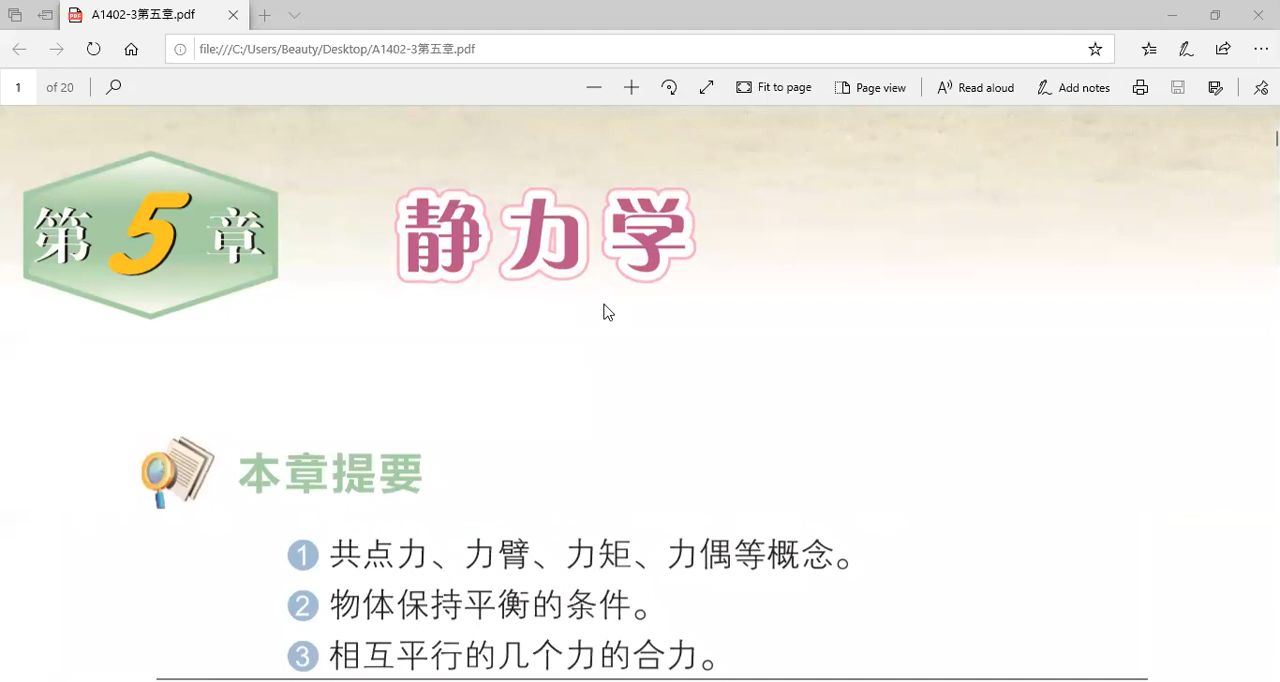 A1402-3第五章.pdf
file:///C:/Users/Beauty/Desktop/A1402-3第五章.pdf
1 of 20 Fit to page Page view Read aloud Add notes
第5章 静力学
本章提要
1 共点力、力臂、力矩、力偶等概念。
2 物体保持平衡的条件。
3 相互平行的几个力的合力。